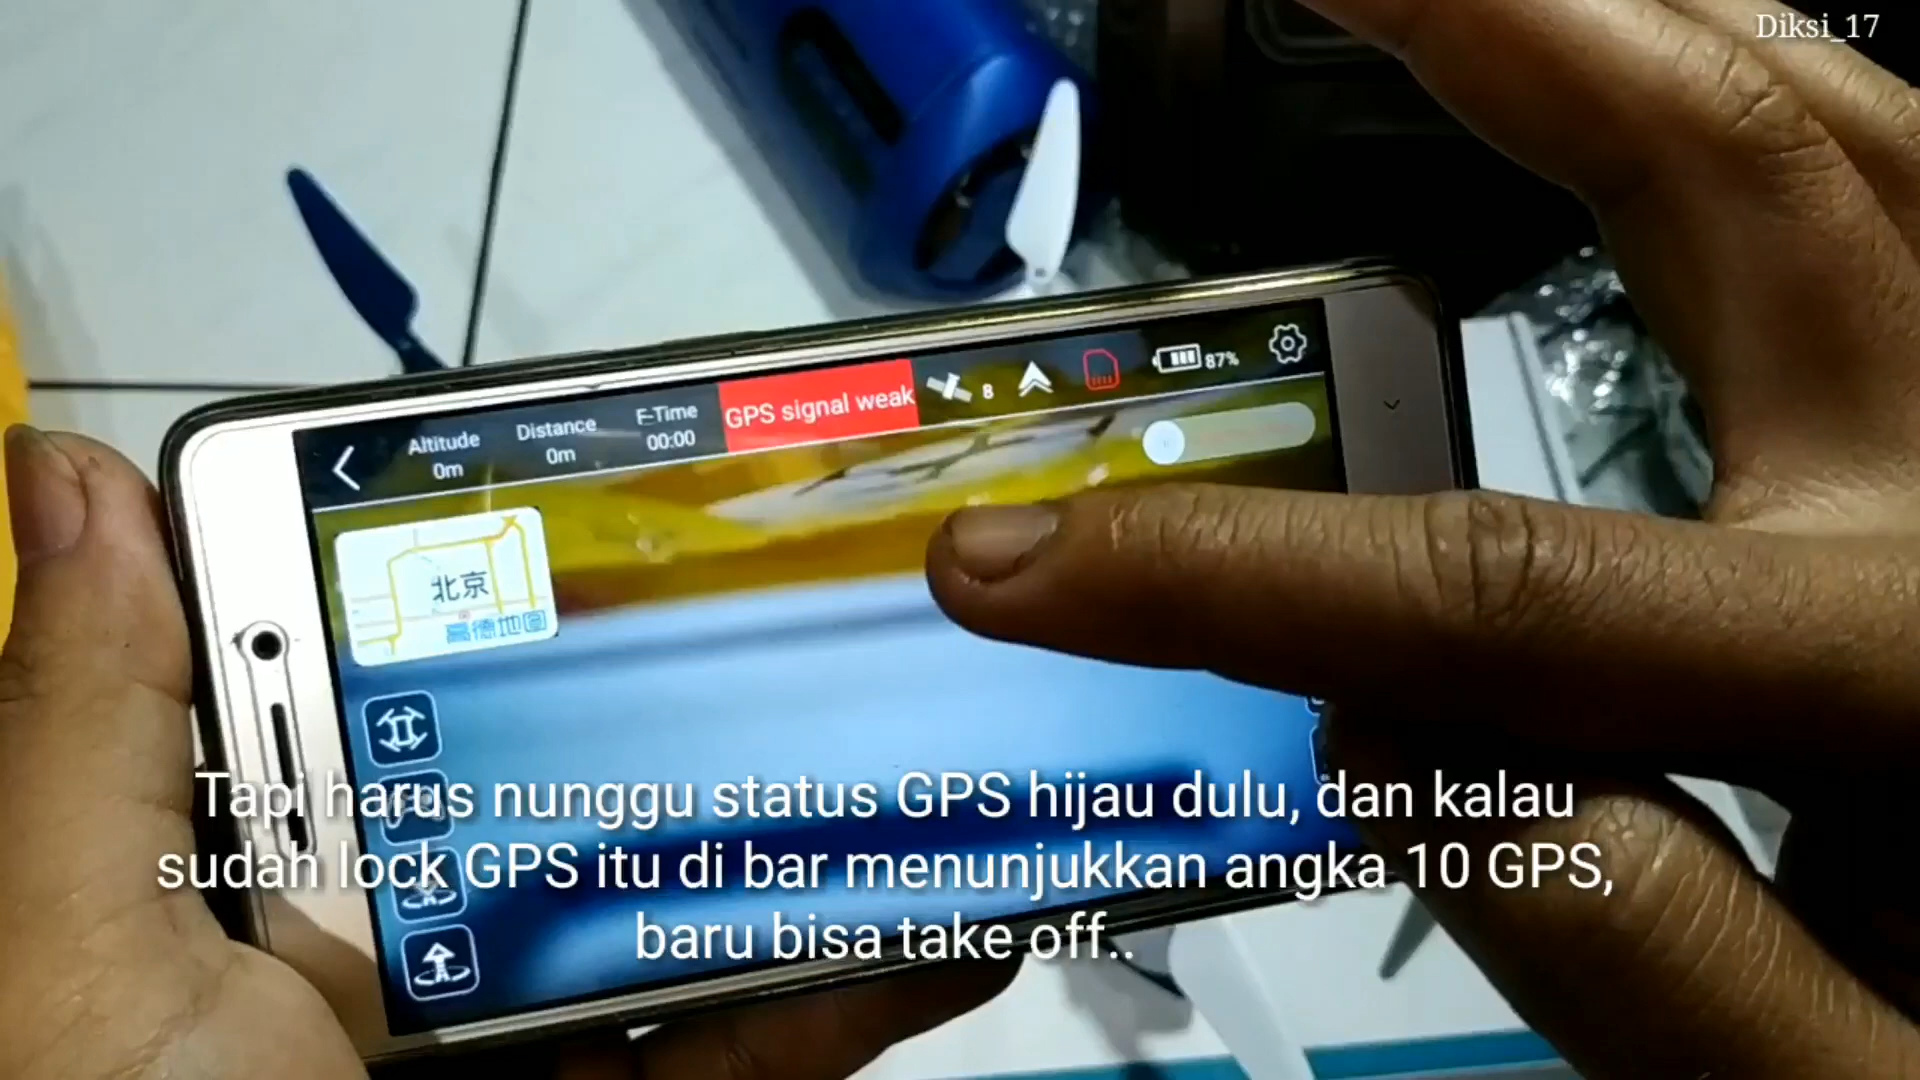 Diksi_17
Altitude
0m
Distance
0m
F-Time
00:00
GPS signal weak
8
87%
北京
高德地图
Tapi harus nunggu status GPS hijau dulu, dan kalau
sudah lock GPS itu di bar menunjukkan angka 10 GPS,
baru bisa take off..